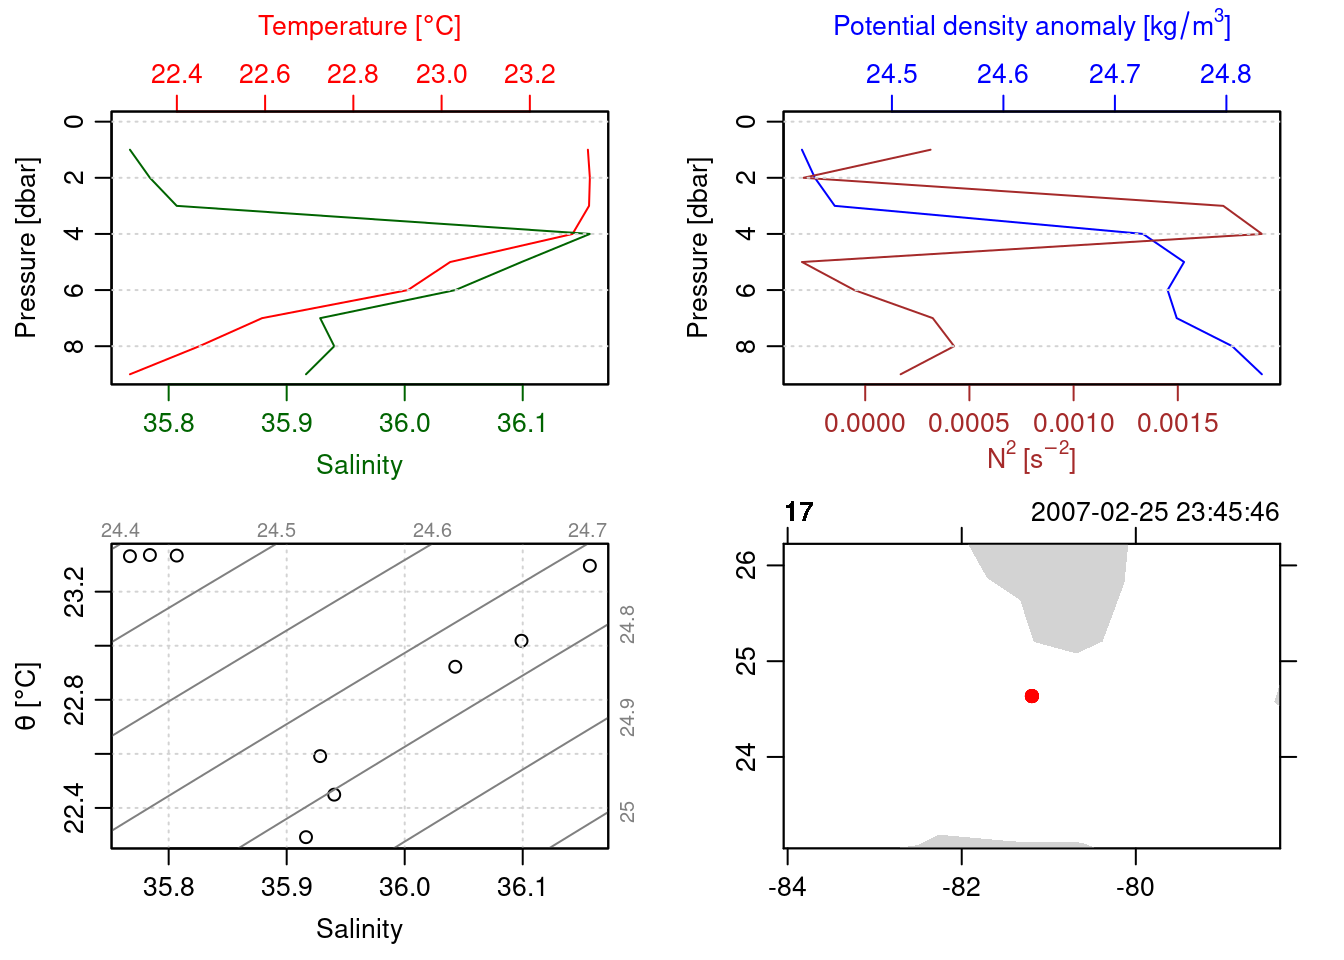 Temperature [°C]
22.4 22.6 22.8 23.0 23.2
0
2
4
6
8
Pressure [dbar]
35.8 35.9 36.0 36.1
Salinity
Potential density anomaly [kg/m³]
24.5 24.6 24.7 24.8
0
2
4
6
8
Pressure [dbar]
0.0000 0.0005 0.0010 0.0015
N² [s⁻²]
24.4 24.5 24.6 24.7
24.8
24.9
25
23.2
22.8
22.4
θ [°C]
35.8 35.9 36.0 36.1
Salinity
17 2007-02-25 23:45:46
26
25
24
-84 -82 -80